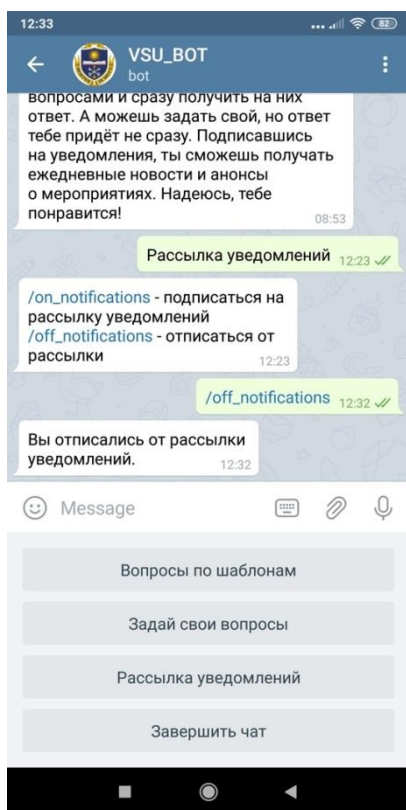 12:33
82
VSU_BOT
bot
вопросами и сразу получить на них
ответ. А можешь задать свой, но ответ
тебе придёт не сразу. Подписавшись
на уведомления, ты сможешь получать
ежедневные новости и анонсы
о мероприятиях. Надеюсь, тебе
понравится!
08:53
Рассылка уведомлений 12:23
/on_notifications - подписаться на
рассылку уведомлений
/off_notifications - отписаться от
рассылки
12:23
/off_notifications 12:32
Вы отписались от рассылки
уведомлений.
12:32
Message
Вопросы по шаблонам
Задай свои вопросы
Рассылка уведомлений
Завершить чат